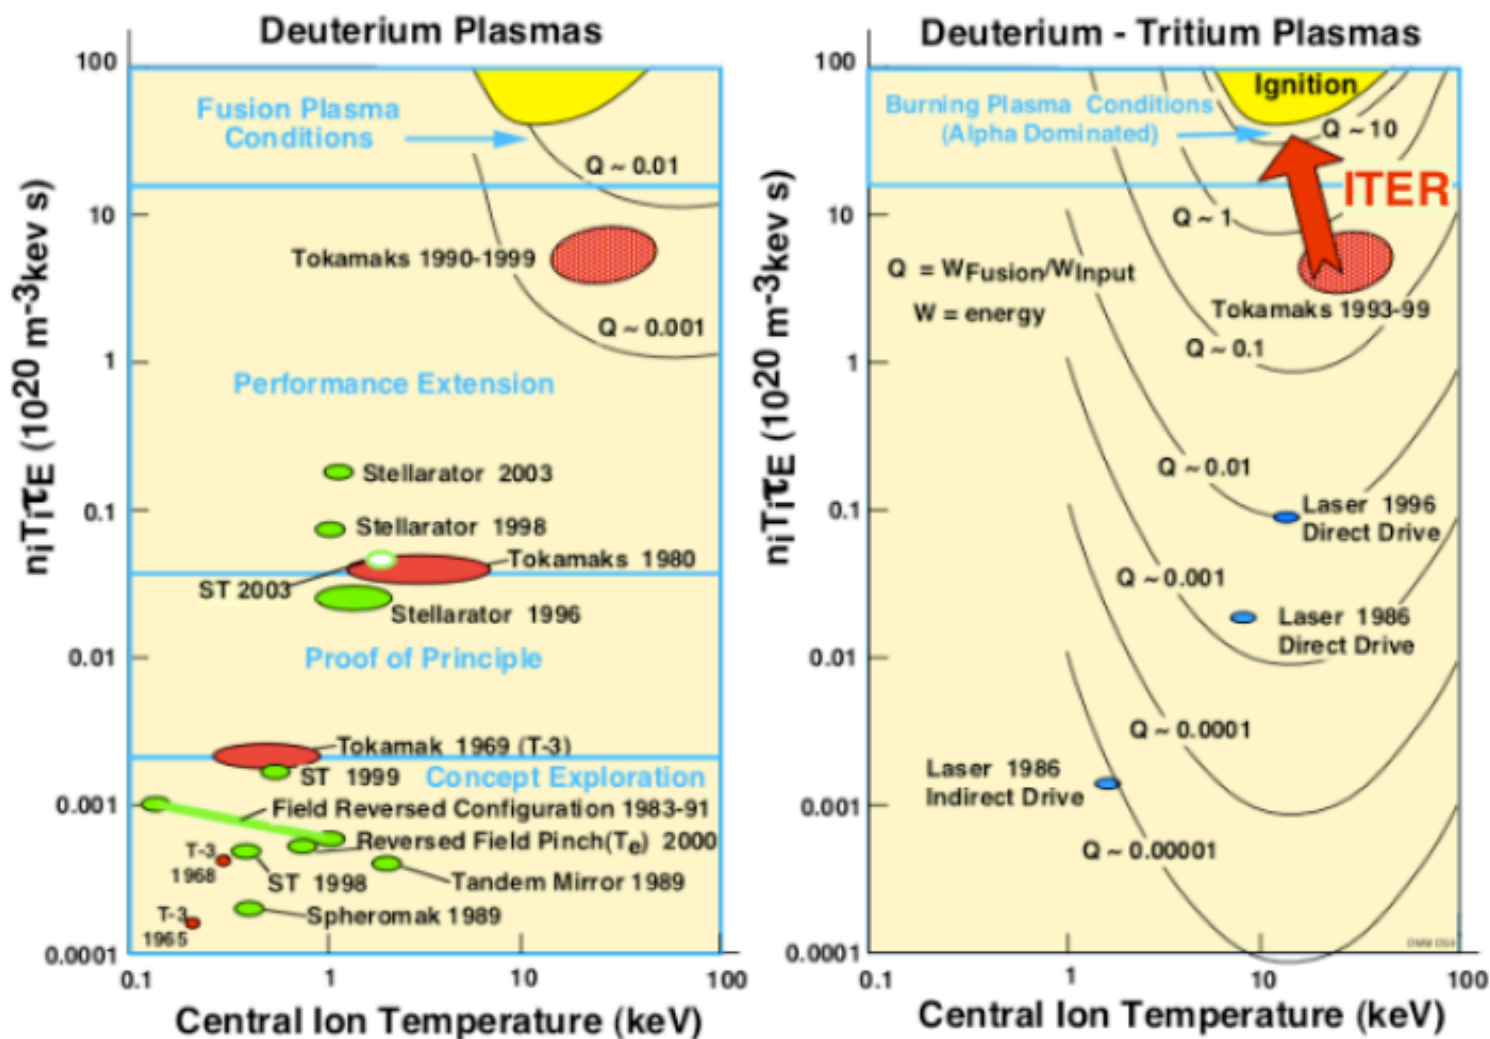 Deuterium Plasmas
100
10
1
0.1
0.01
0.001
0.0001
niTiτE (10^20 m^-3kev s)
Fusion Plasma
Conditions
Q ~ 0.01
Tokamaks 1990-1999
Q ~ 0.001
Performance Extension
Stellarator 2003
Stellarator 1998
Tokamaks 1980
ST 2003
Stellarator 1996
Proof of Principle
Tokamak 1969 (T-3)
ST 1999
Concept Exploration
Field Reversed Configuration 1983-91
Reversed Field Pinch(Te) 2000
T-3
1968
ST 1998
Tandem Mirror 1989
T-3
1965
Spheromak 1989
0.1
1
10
100
Central Ion Temperature (keV)
Deuterium - Tritium Plasmas
100
10
1
0.1
0.01
0.001
0.0001
niTiτE (10^20 m^-3kev s)
Ignition
Burning Plasma Conditions
(Alpha Dominated)
Q ~ 10
ITER
Q ~ 1
Q = WFusion/WInput
W = energy
Tokamaks 1993-99
Q ~ 0.1
Q ~ 0.01
Laser 1996
Direct Drive
Q ~ 0.001
Laser 1986
Direct Drive
Q ~ 0.0001
Laser 1986
Indirect Drive
Q ~ 0.00001
0.1
1
10
100
Central Ion Temperature (keV)